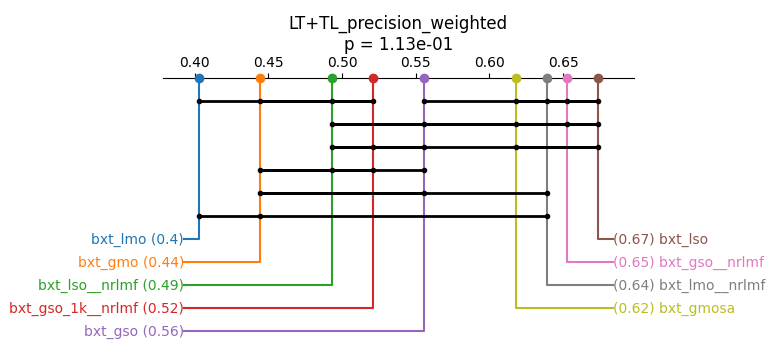 LT+TL_precision_weighted
p = 1.13e-01
0.40 0.45 0.50 0.55 0.60 0.65
bxt_lmo (0.4)
(0.67) bxt_lso
bxt_gmo (0.44)
(0.65) bxt_gso__nrlmf
bxt_lso__nrlmf (0.49)
(0.64) bxt_lmo__nrlmf
bxt_gso_1k__nrlmf (0.52)
(0.62) bxt_gmosa
bxt_gso (0.56)